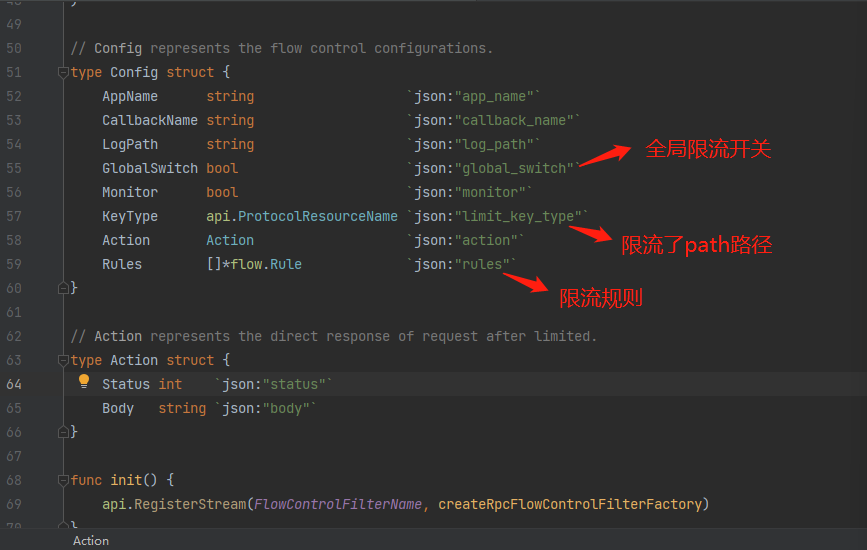 48 }
49
50 // Config represents the flow control configurations.
51 type Config struct {
52 AppName string `json:"app_name"`
53 CallbackName string `json:"callback_name"`
54 LogPath string `json:"log_path"` 全局限流开关
55 GlobalSwitch bool `json:"global_switch"`
56 Monitor bool `json:"monitor"`
57 KeyType api.ProtocolResourceName `json:"limit_key_type"`
58 Action Action `json:"action"` 限流了path路径
59 Rules []*flow.Rule `json:"rules"`
60 } 限流规则
61
62 // Action represents the direct response of request after limited.
63 type Action struct {
64 Status int `json:"status"`
65 Body string `json:"body"`
66 }
67
68 func init() {
69 api.RegisterStream(FlowControlFilterName, createRpcFlowControlFilterFactory)
70 }
Action